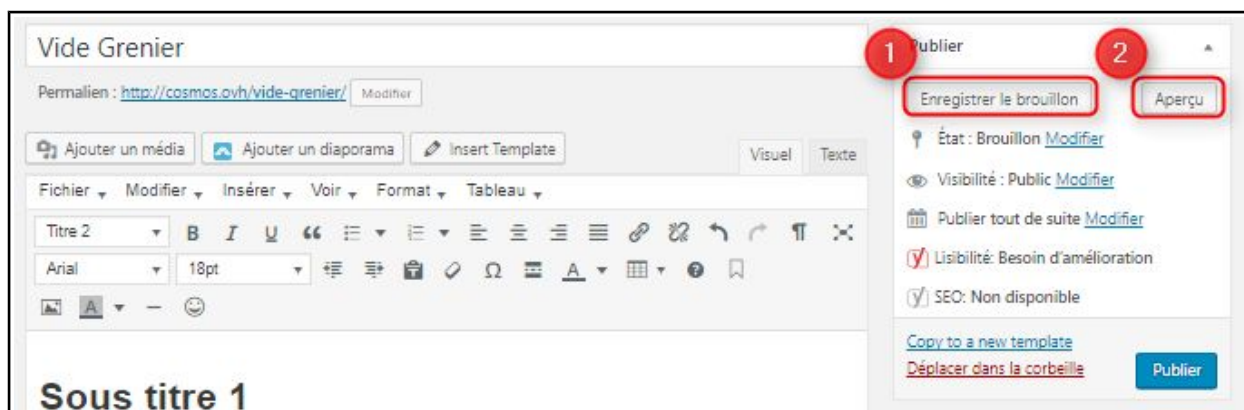 Vide Grenier
Permalien : http://cosmos.ovh/vide-grenier/ Modifier
Ajouter un média Ajouter un diaporama Insert Template
Visuel Texte
Fichier Modifier Insérer Voir Format Tableau
Titre 2 B I U
Arial 18pt Ω A
A
Sous titre 1
1 Publier 2
Enregistrer le brouillon Aperçu
État : Brouillon Modifier
Visibilité : Public Modifier
Publier tout de suite Modifier
Lisibilité: Besoin d'amélioration
SEO: Non disponible
Copy to a new template
Déplacer dans la corbeille Publier